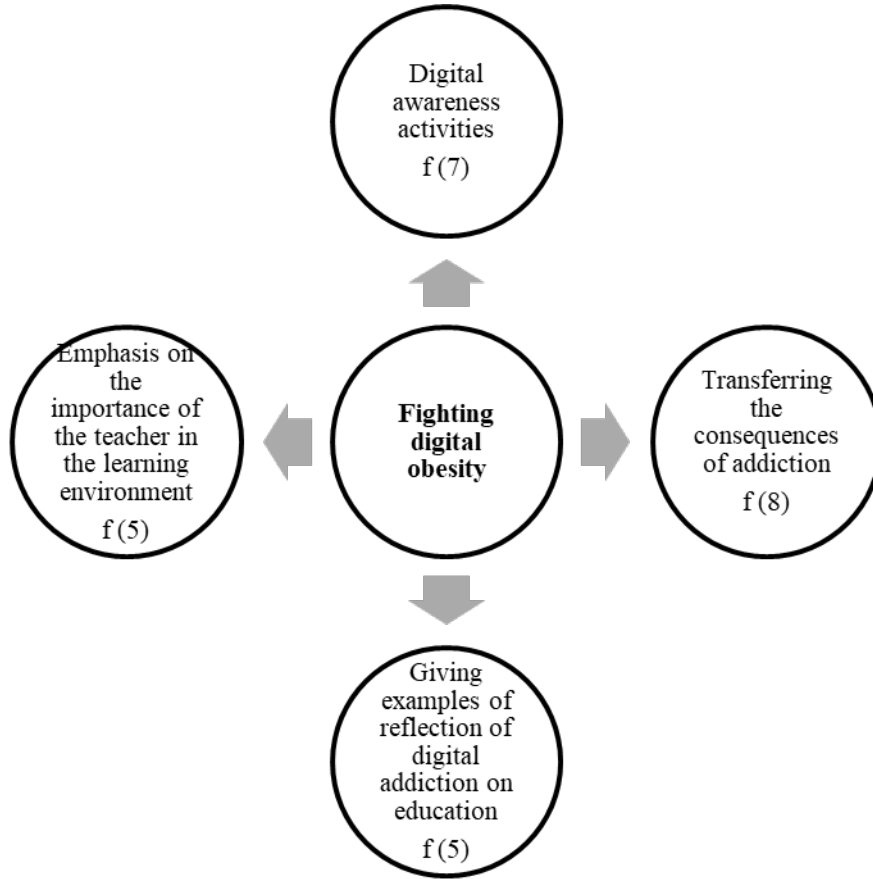 Digital
awareness
activities
f (7)
Emphasis on
the
importance of
the teacher in
the learning
environment
f (5)
Fighting
digital
obesity
Transferring
the
consequences
of addiction
f (8)
Giving
examples of
reflection of
digital
addiction on
education
f (5)